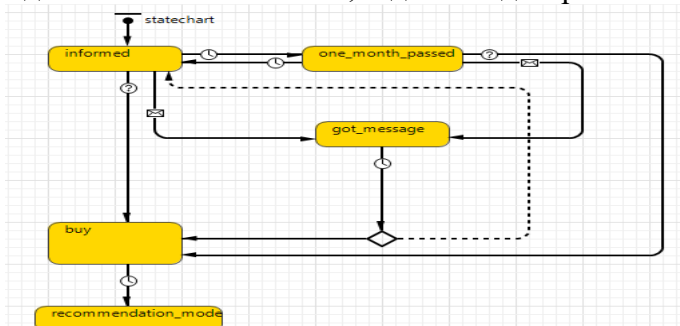 statechart
informed
one_month_passed
got_message
buy
recommendation_mode